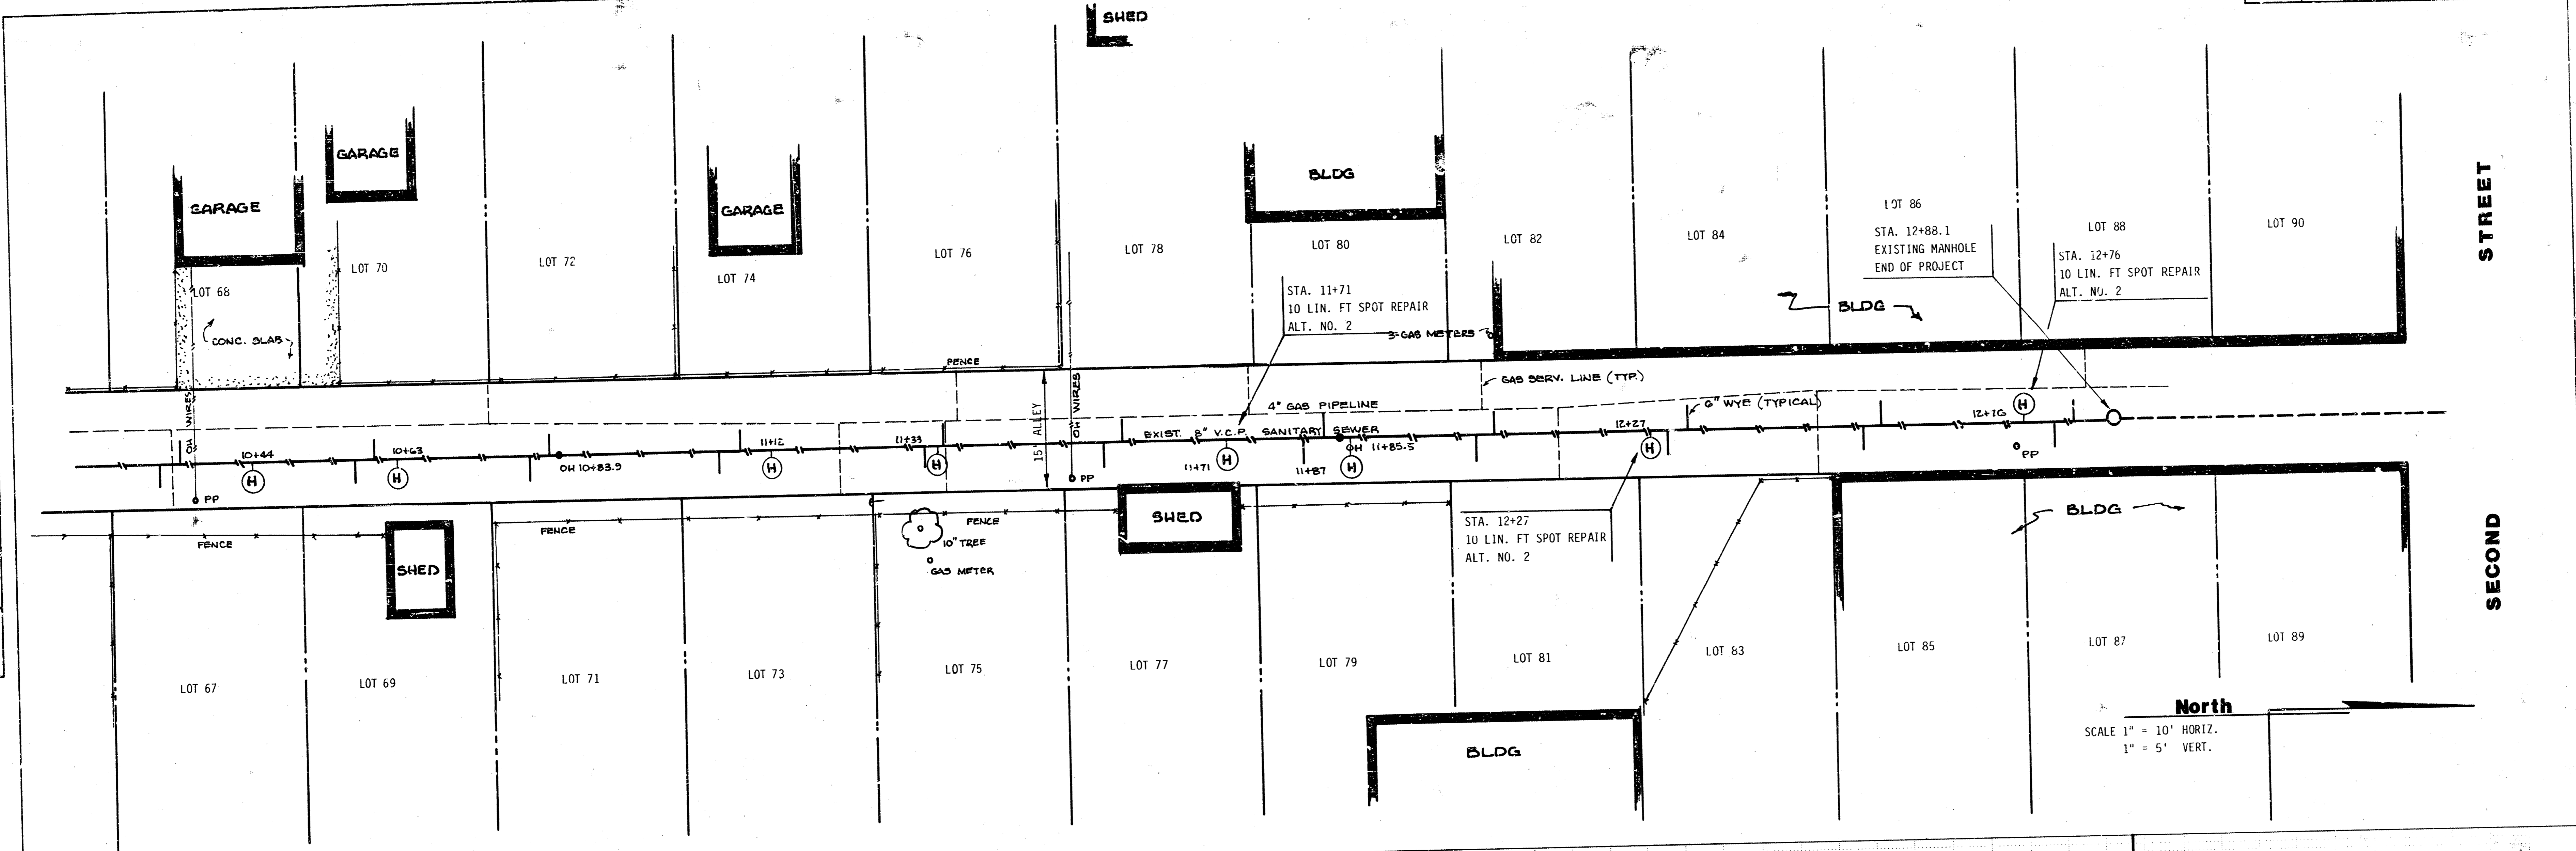 SHED
GARAGE
GARAGE
GARAGE
BLDG
LOT 68
LOT 70
LOT 72
LOT 74
LOT 76
LOT 78
LOT 80
LOT 82
LOT 84
LOT 86
LOT 88
LOT 90
STREET
STA. 12+88.1
EXISTING MANHOLE
END OF PROJECT
STA. 12+76
10 LIN. FT SPOT REPAIR
ALT. NO. 2
STA. 11+71
10 LIN. FT SPOT REPAIR
ALT. NO. 2
3-GAS METERS
BLDG
CONC. SLAB
FENCE
OH WIRES
OH WIRES
15' ALLEY
GAS SERV. LINE (TYP.)
4" GAS PIPELINE
6" WYE (TYPICAL)
EXIST. 8" V.C.P. SANITARY SEWER
10+44
H
10+63
H
OH 10+83.9
11+12
H
11+33
H
11+71
H
11+87
H
OH 11+85.5
12+27
H
12+76
H
PP
PP
PP
FENCE
SHED
FENCE
10" TREE
GAS METER
FENCE
SHED
STA. 12+27
10 LIN. FT SPOT REPAIR
ALT. NO. 2
BLDG
SECOND
LOT 67
LOT 69
LOT 71
LOT 73
LOT 75
LOT 77
LOT 79
LOT 81
LOT 83
LOT 85
LOT 87
LOT 89
BLDG
North
SCALE 1" = 10' HORIZ.
1" = 5' VERT.